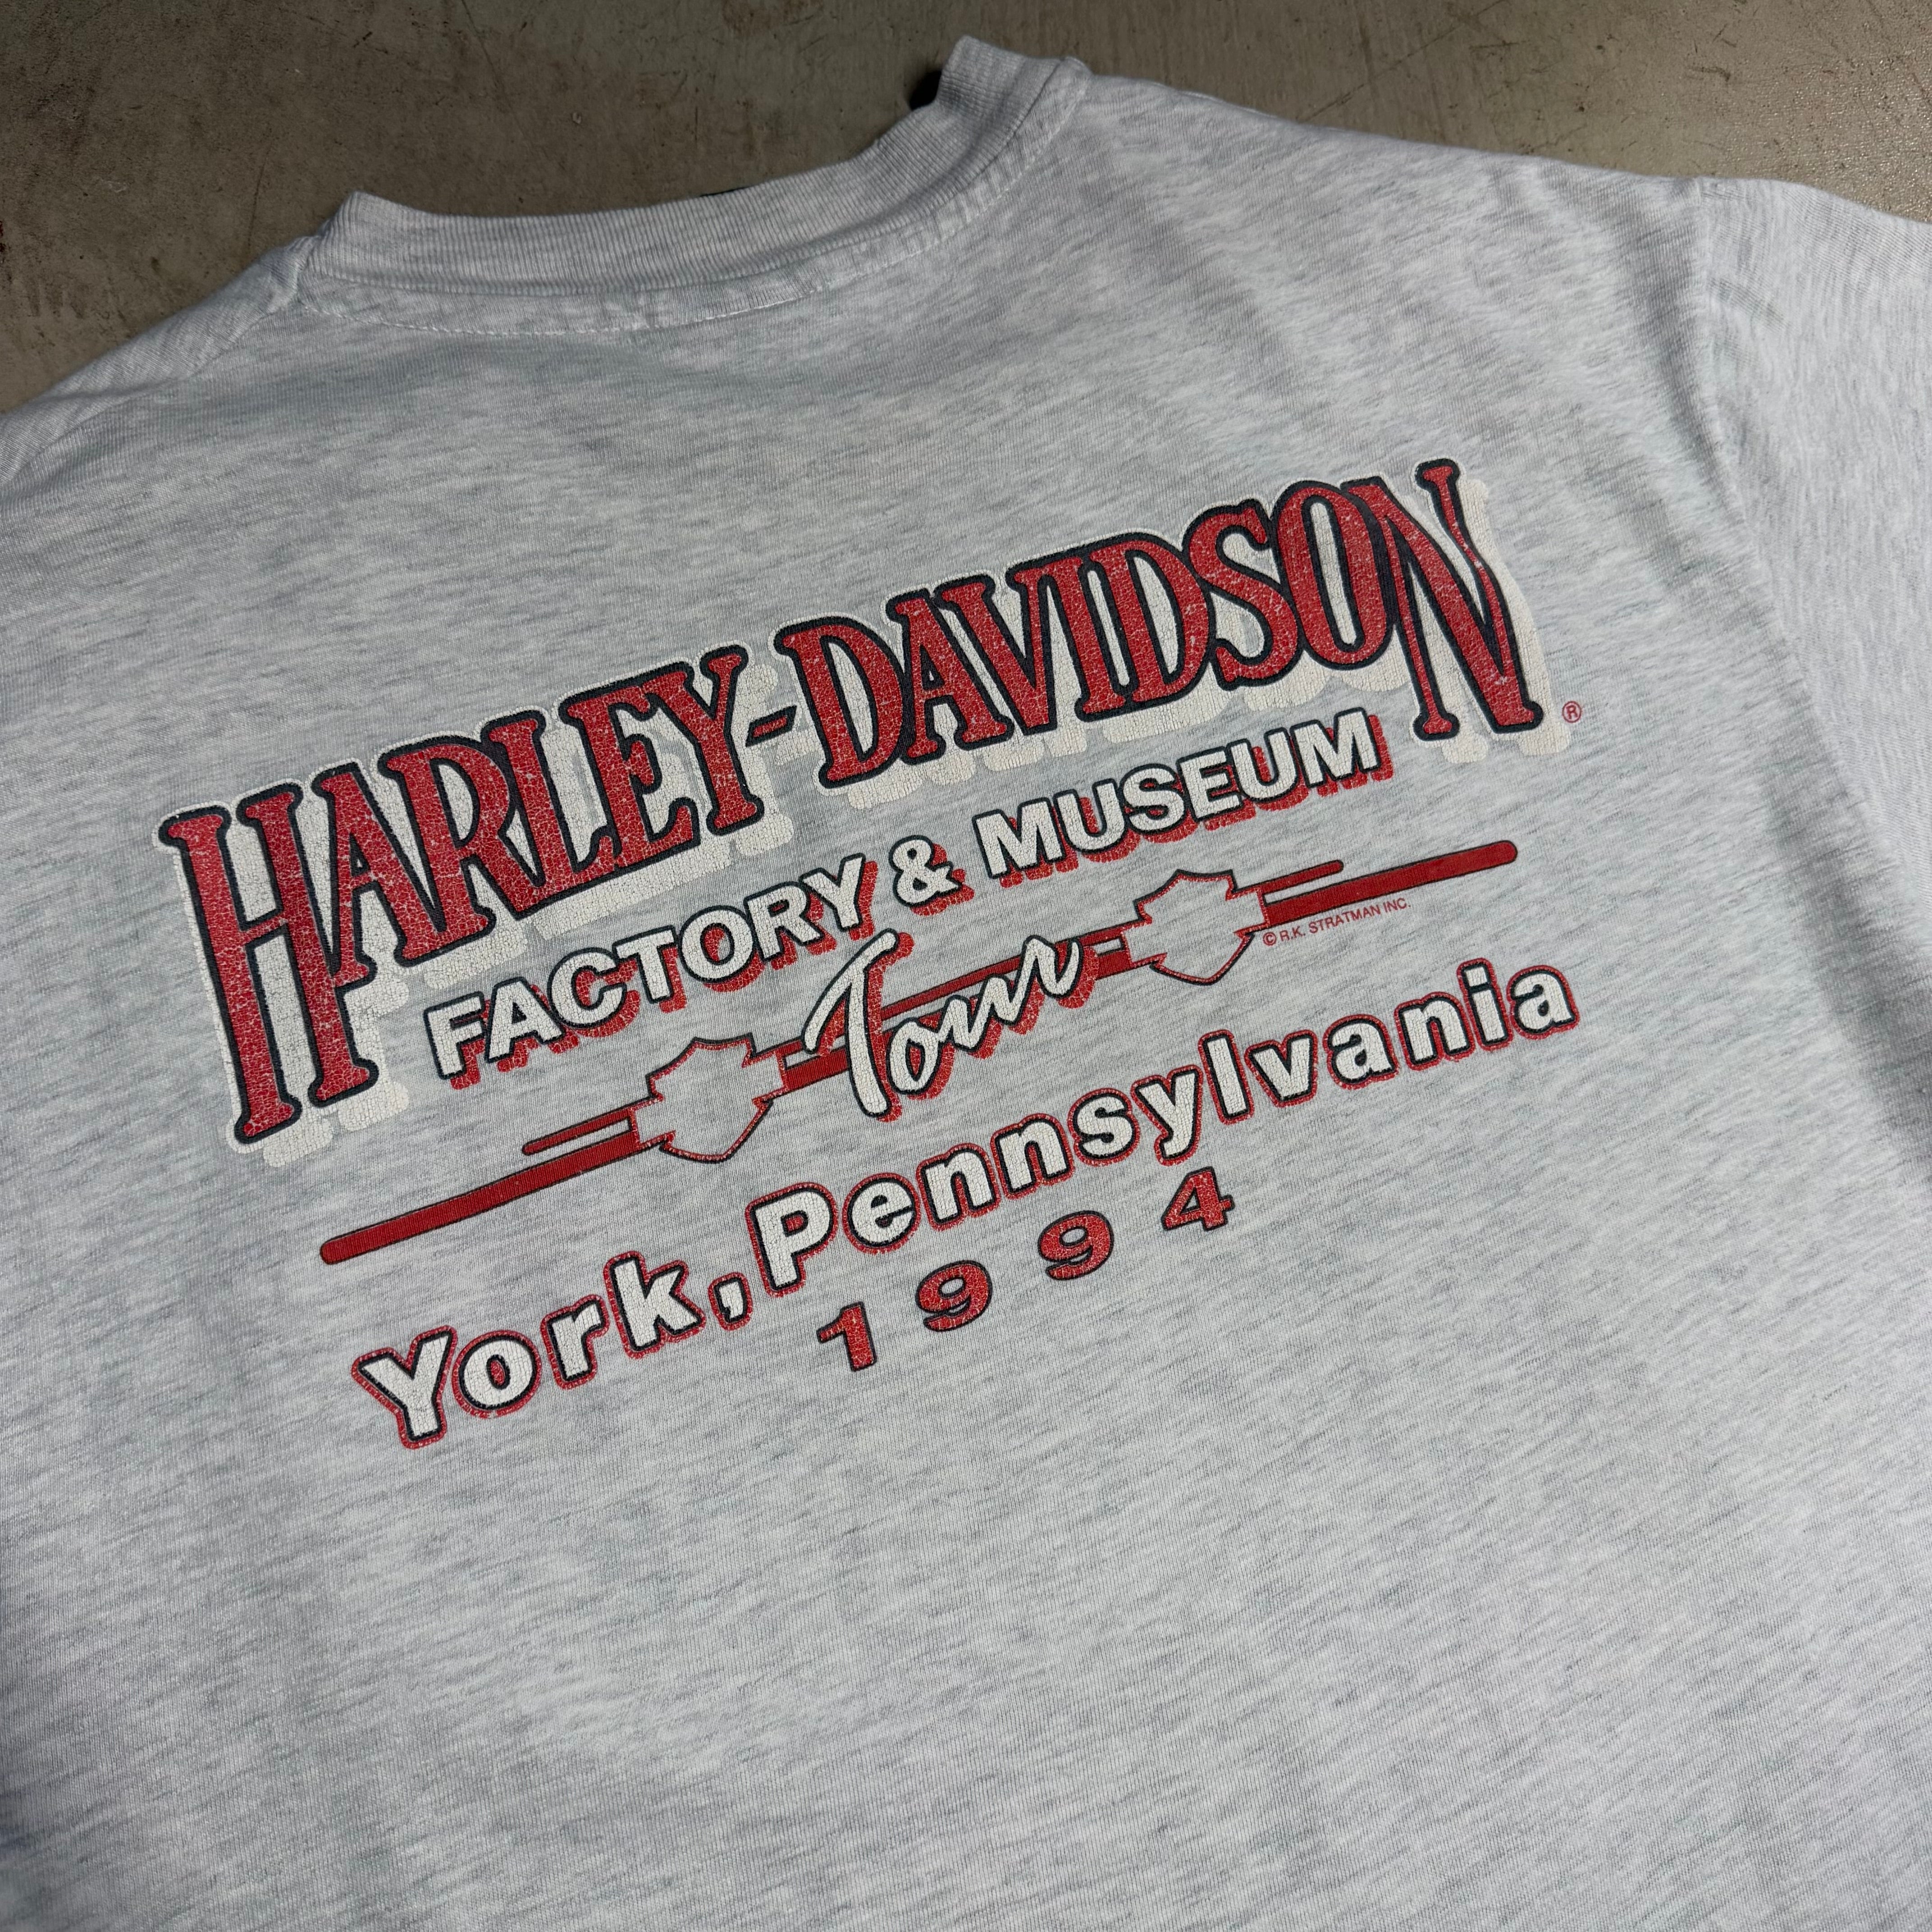 HARLEY-DAVIDSON®
FACTORY & MUSEUM
Tour
© R.K. STRATMAN INC.
York, Pennsylvania
1994